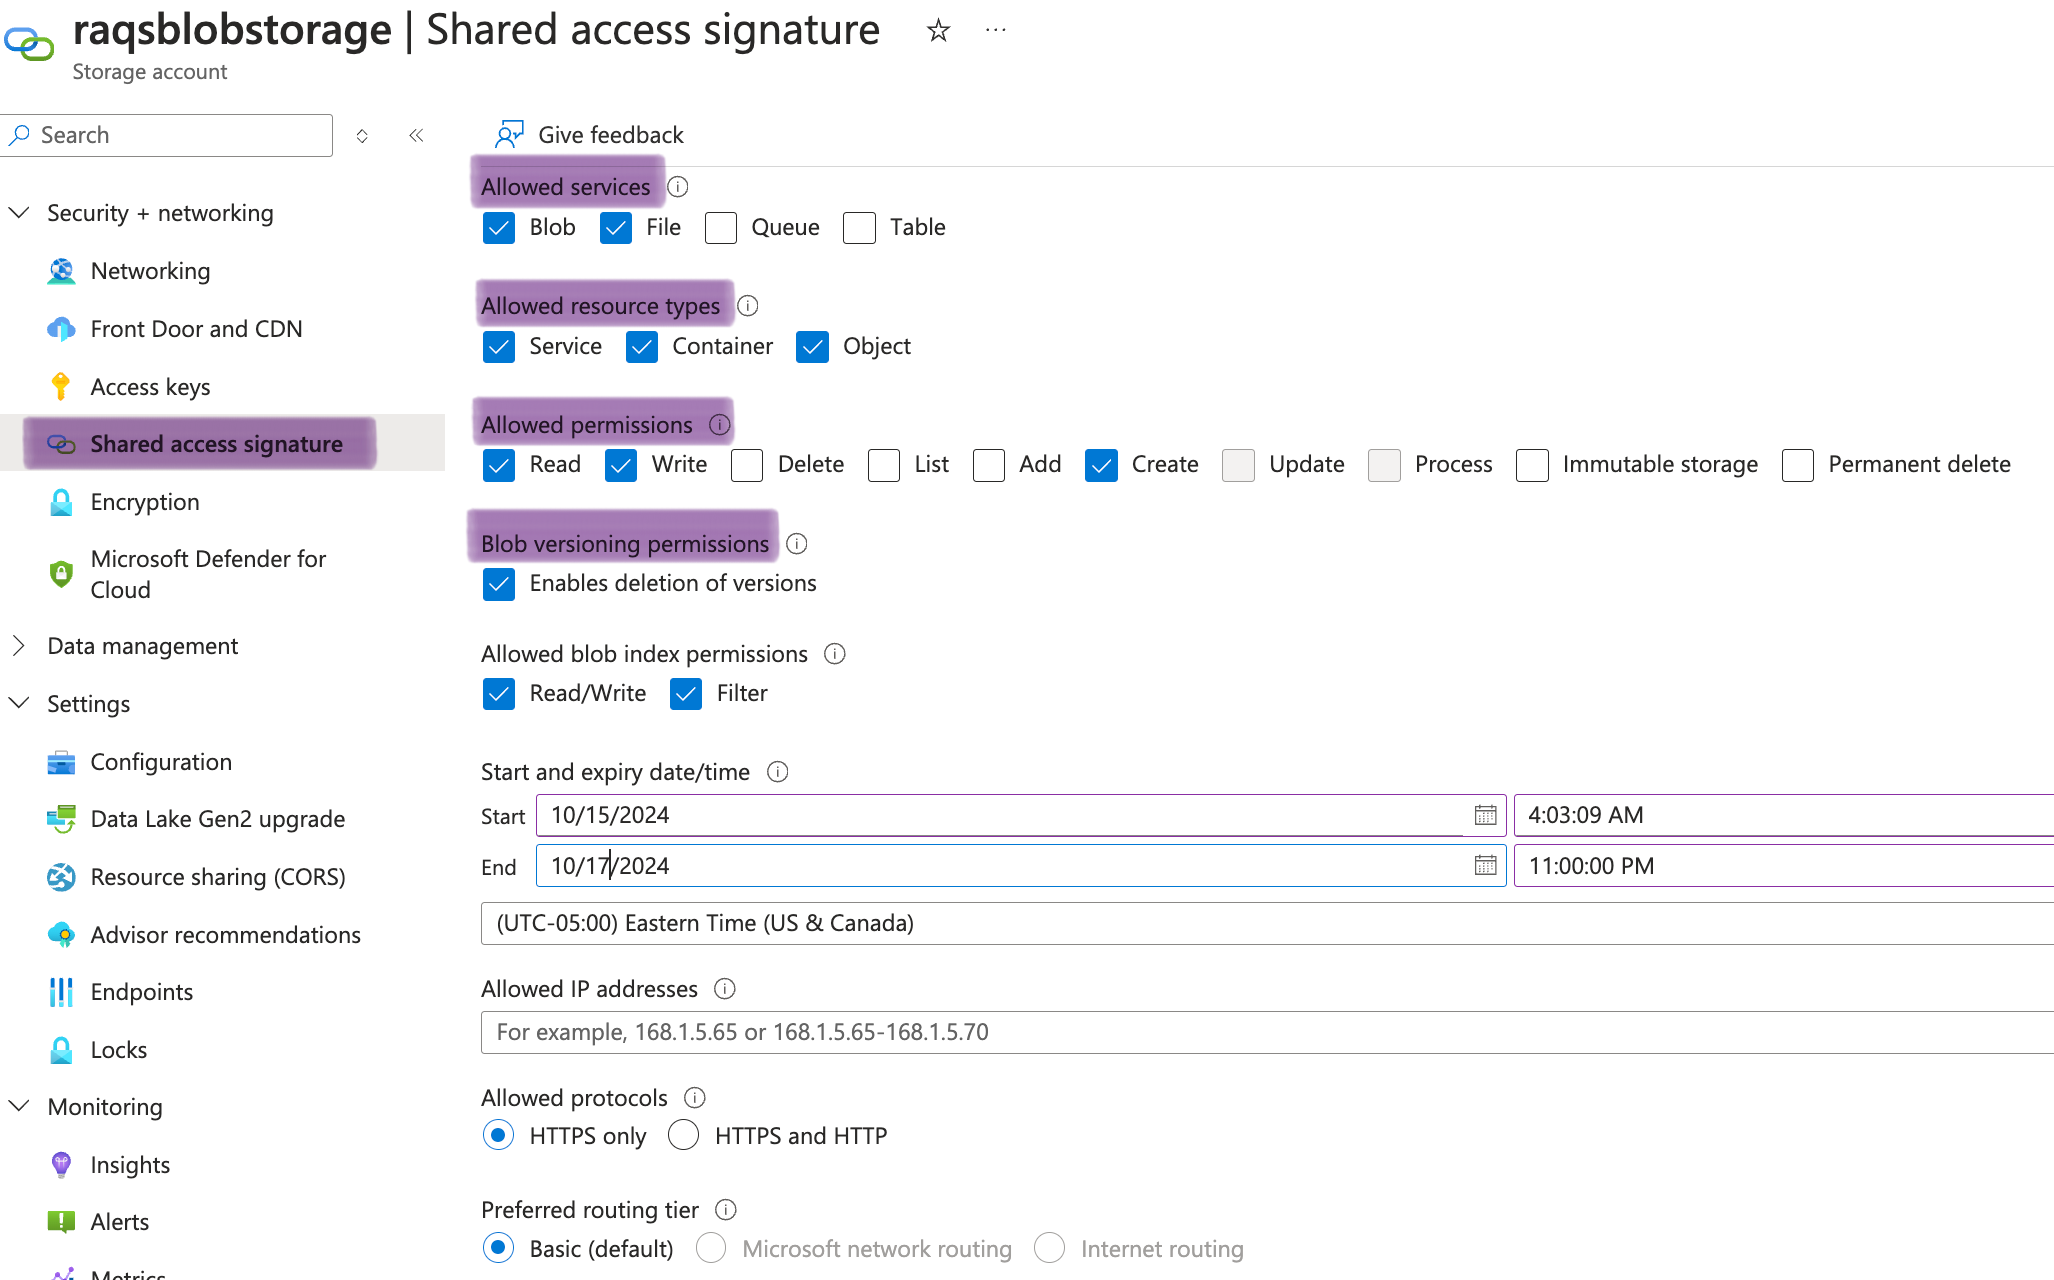 raqsblobstorage | Shared access signature
Storage account
Search
Security + networking
Networking
Front Door and CDN
Access keys
Shared access signature
Encryption
Microsoft Defender for
Cloud
Data management
Settings
Configuration
Data Lake Gen2 upgrade
Resource sharing (CORS)
Advisor recommendations
Endpoints
Locks
Monitoring
Insights
Alerts
Metrics
Give feedback
Allowed services
Blob File Queue Table
Allowed resource types
Service Container Object
Allowed permissions
Read Write Delete List Add Create Update Process Immutable storage Permanent delete
Blob versioning permissions
Enables deletion of versions
Allowed blob index permissions
Read/Write Filter
Start and expiry date/time
Start 10/15/2024 4:03:09 AM
End 10/17/2024 11:00:00 PM
(UTC-05:00) Eastern Time (US & Canada)
Allowed IP addresses
For example, 168.1.5.65 or 168.1.5.65-168.1.5.70
Allowed protocols
HTTPS only HTTPS and HTTP
Preferred routing tier
Basic (default) Microsoft network routing Internet routing